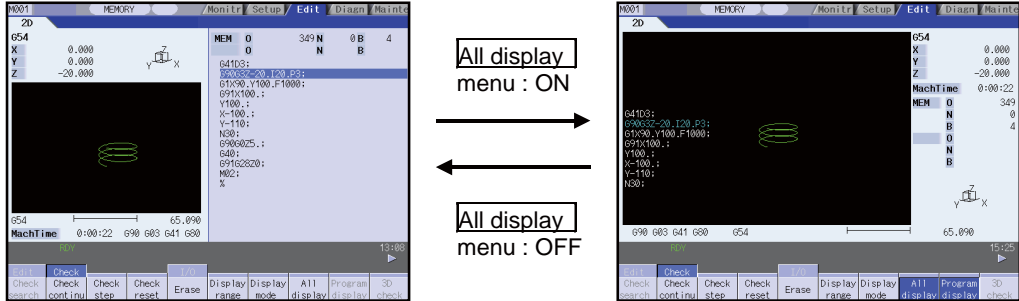 M001 MEMORY Monitr Setup Edit Diagn Mainte
2D
G54
X 0.000
Y 0.000
Z -20.000
Z
Y X
MEM O 349 N 0 B 4
O N B
G41D3;
G90G3Z-20.I20.P3;
G1X90.Y100.F1000;
G91X100.;
Y100.;
X-100.;
Y-110;
N30;
G90G0Z5.;
G40;
G91G28Z0;
M02;
%
G54 65.090
MachTime 0:00:22 G90 G03 G41 G80
RDY 13:08
I/O
Edit search
Check continu
Check
Check step
Check reset
Erase
Display range
Display mode
All display
Program display
3D check
All display
menu : ON
All display
menu : OFF
M001 MEMORY Monitr Setup Edit Diagn Mainte
2D
G54
X 0.000
Y 0.000
Z -20.000
MachTime 0:00:22
MEM O 349
N 0
B 4
O
N
B
G41D3;
G90G3Z-20.I20.P3;
G1X90.Y100.F1000;
G91X100.;
Y100.;
X-100.;
Y-110;
N30;
Z
Y X
G90 G03 G41 G80 G54 65.090
RDY 15:25
I/O
Edit search
Check continu
Check
Check step
Check reset
Erase
Display range
Display mode
All display
Program display
3D check